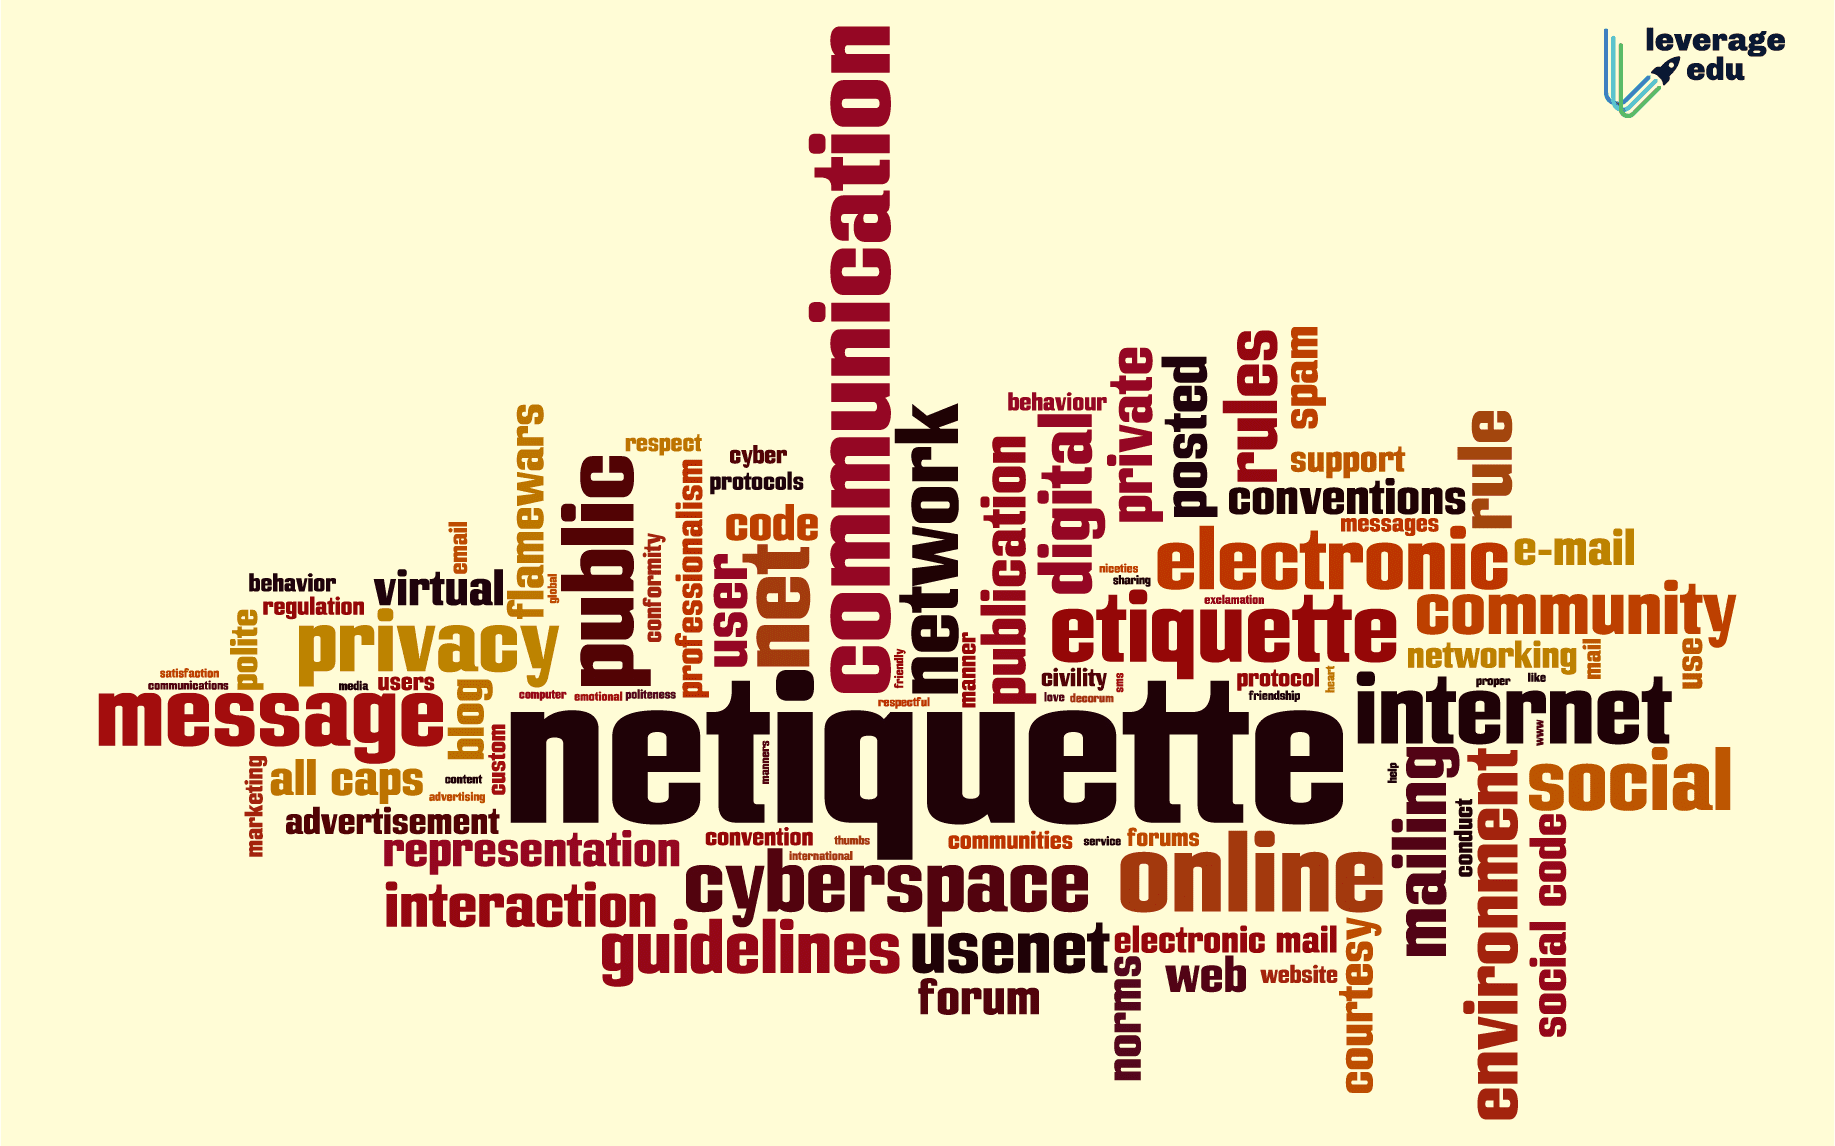 leverage
edu
communication
rules
spam
private
posted
behaviour
network
flamewars
rule
digital
respect
publication
cyber
support
public
professionalism
protocols
conventions
code
messages
email
electronic
e-mail
conformity
net
user
niceties
behavior
virtual
global
sharing
community
regulation
exclamation
etiquette
polite
privacy
manner
networking
mail
use
friendly
satisfaction
communications
media
users
civility
sms
protocol
heart
proper
like
message
blog
computer
emotional
politeness
respectful
love
decorum
friendship
internet
netiquette
manners
www
custom
marketing
all caps
content
advertising
help
mailing
environment
social
advertisement
conduct
representation
convention
thumbs
communities
service
forums
international
online
social code
cyberspace
interaction
guidelines
usenet
electronic mail
courtesy
norms
web
website
forum